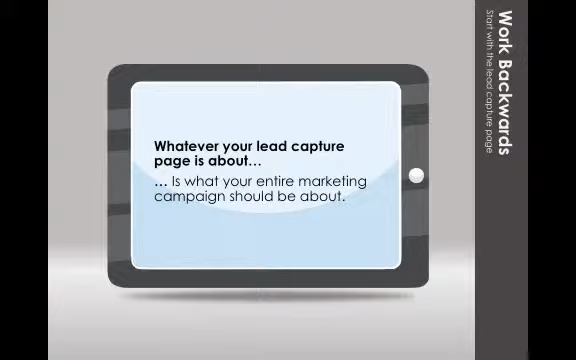 Work Backwards
Start with the lead capture page
Whatever your lead capture
page is about…
… Is what your entire marketing
campaign should be about.